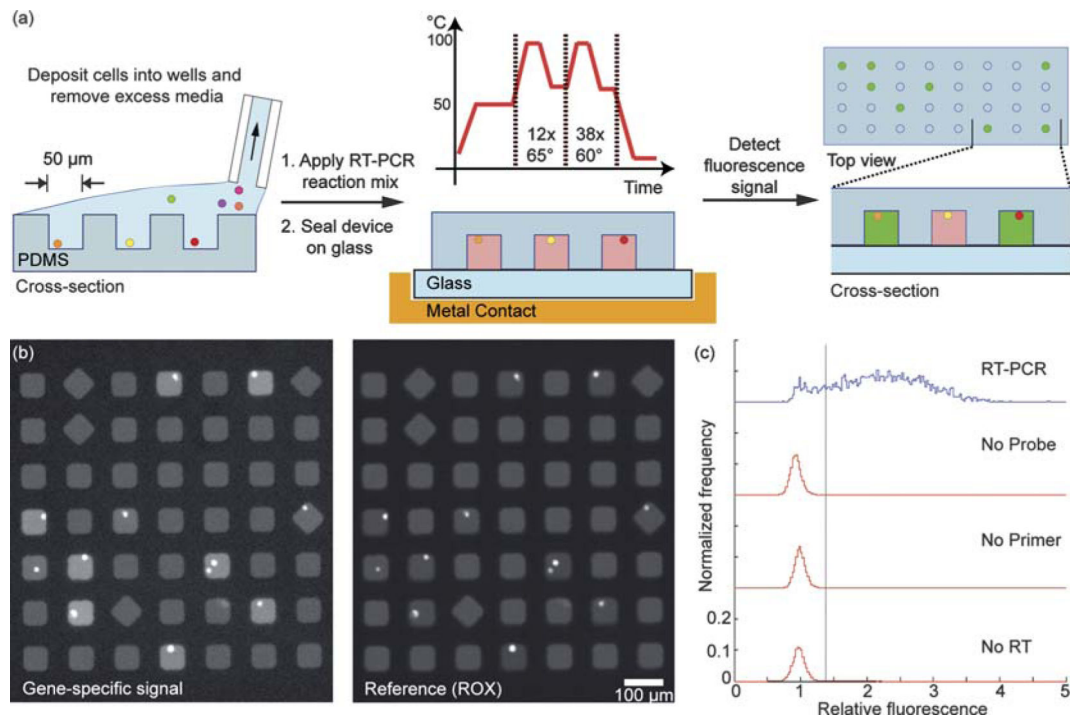 (a)
Deposit cells into wells and
remove excess media
50 µm
PDMS
Cross-section
1. Apply RT-PCR
reaction mix
2. Seal device
on glass
°C
100
50
12x
65°
38x
60°
Time
Glass
Metal Contact
Detect
fluorescence
signal
Top view
Cross-section
(b)
Gene-specific signal
Reference (ROX)
100 µm
(c)
RT-PCR
No Probe
No Primer
No RT
Normalized frequency
0.2
0.1
0
0 1 2 3 4 5
Relative fluorescence